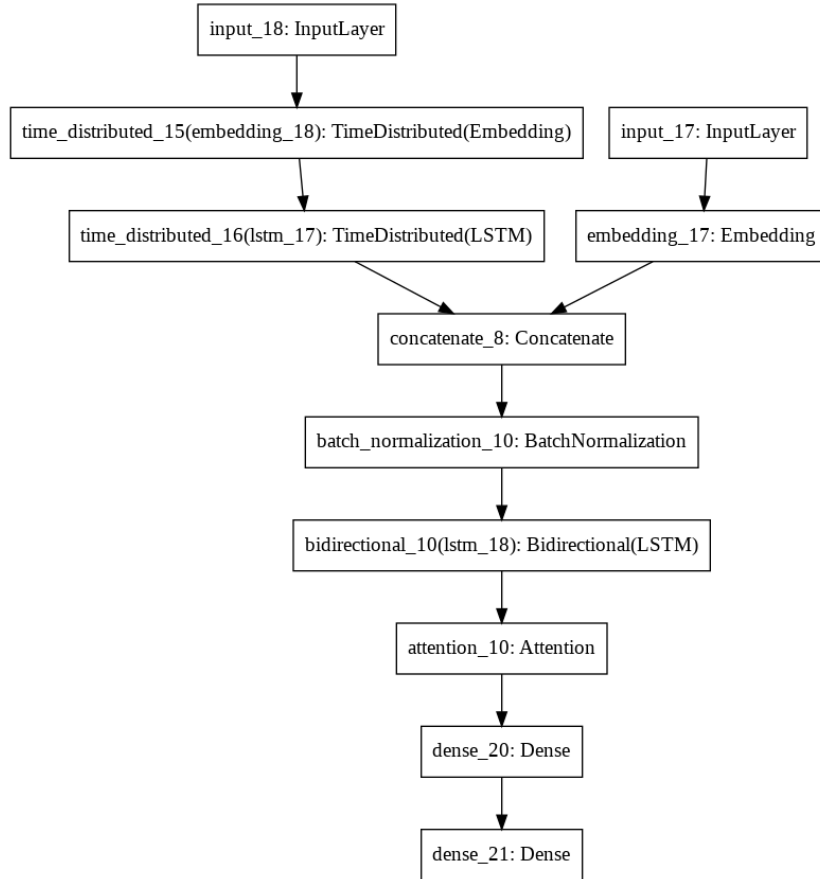 input_18: InputLayer
time_distributed_15(embedding_18): TimeDistributed(Embedding)
input_17: InputLayer
time_distributed_16(lstm_17): TimeDistributed(LSTM)
embedding_17: Embedding
concatenate_8: Concatenate
batch_normalization_10: BatchNormalization
bidirectional_10(lstm_18): Bidirectional(LSTM)
attention_10: Attention
dense_20: Dense
dense_21: Dense